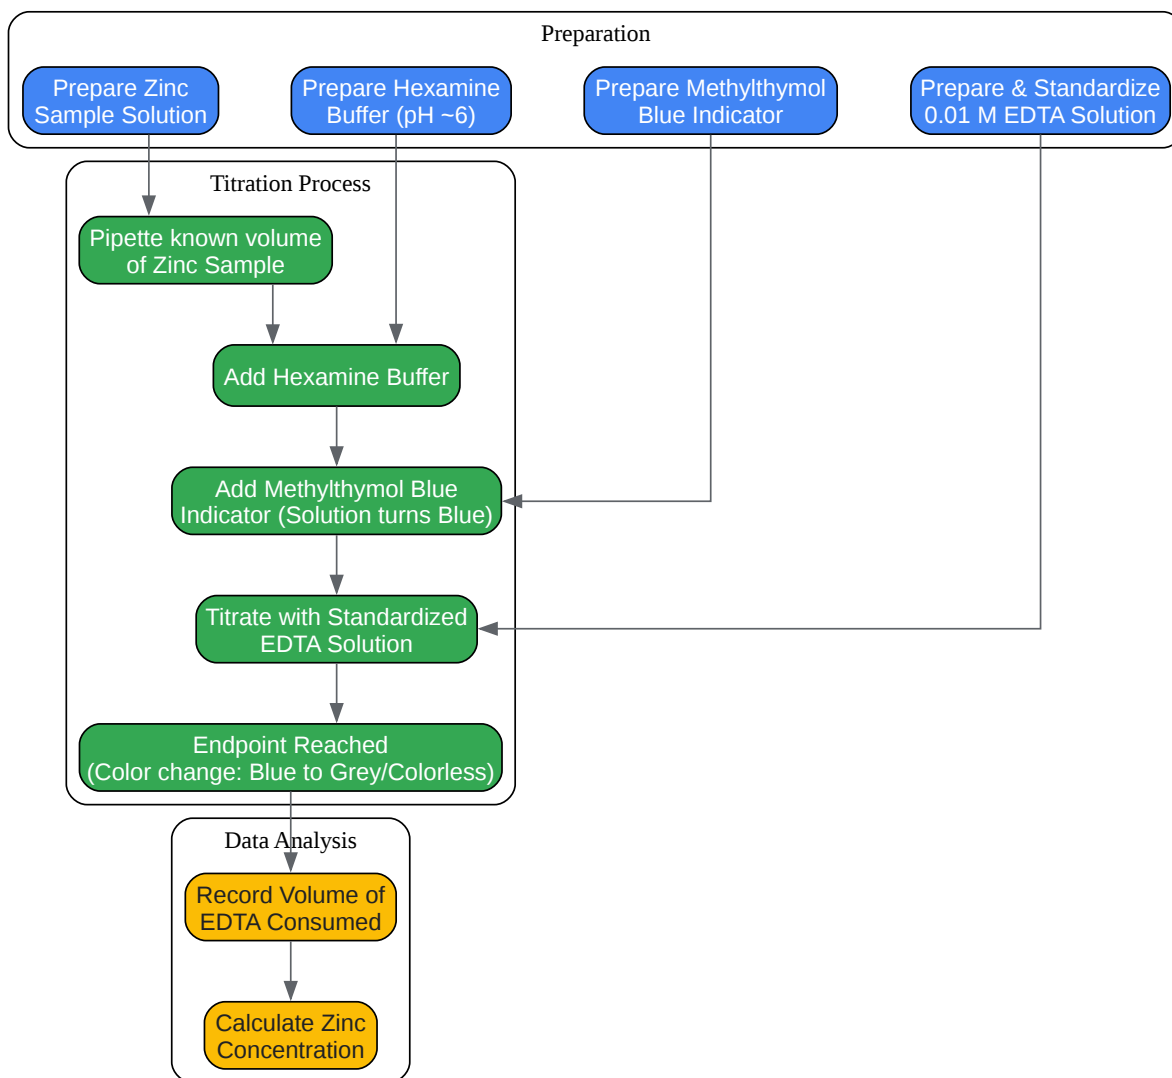 Preparation
Prepare Zinc
Sample Solution
Prepare Hexamine
Buffer (pH ~6)
Prepare Methylthymol
Blue Indicator
Prepare & Standardize
0.01 M EDTA Solution
Titration Process
Pipette known volume
of Zinc Sample
Add Hexamine Buffer
Add Methylthymol Blue
Indicator (Solution turns Blue)
Titrate with Standardized
EDTA Solution
Endpoint Reached
(Color change: Blue to Grey/Colorless)
Data Analysis
Record Volume of
EDTA Consumed
Calculate Zinc
Concentration